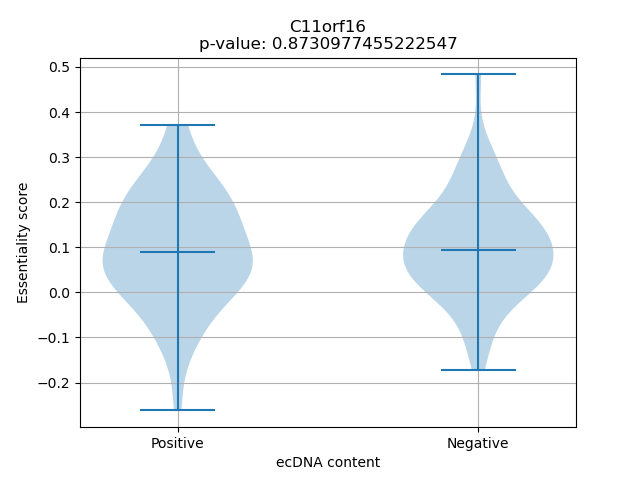 C11orf16
p-value: 0.8730977455222547
0.5
0.4
0.3
0.2
0.1
0.0
−0.1
−0.2
Essentiality score
Positive
Negative
ecDNA content